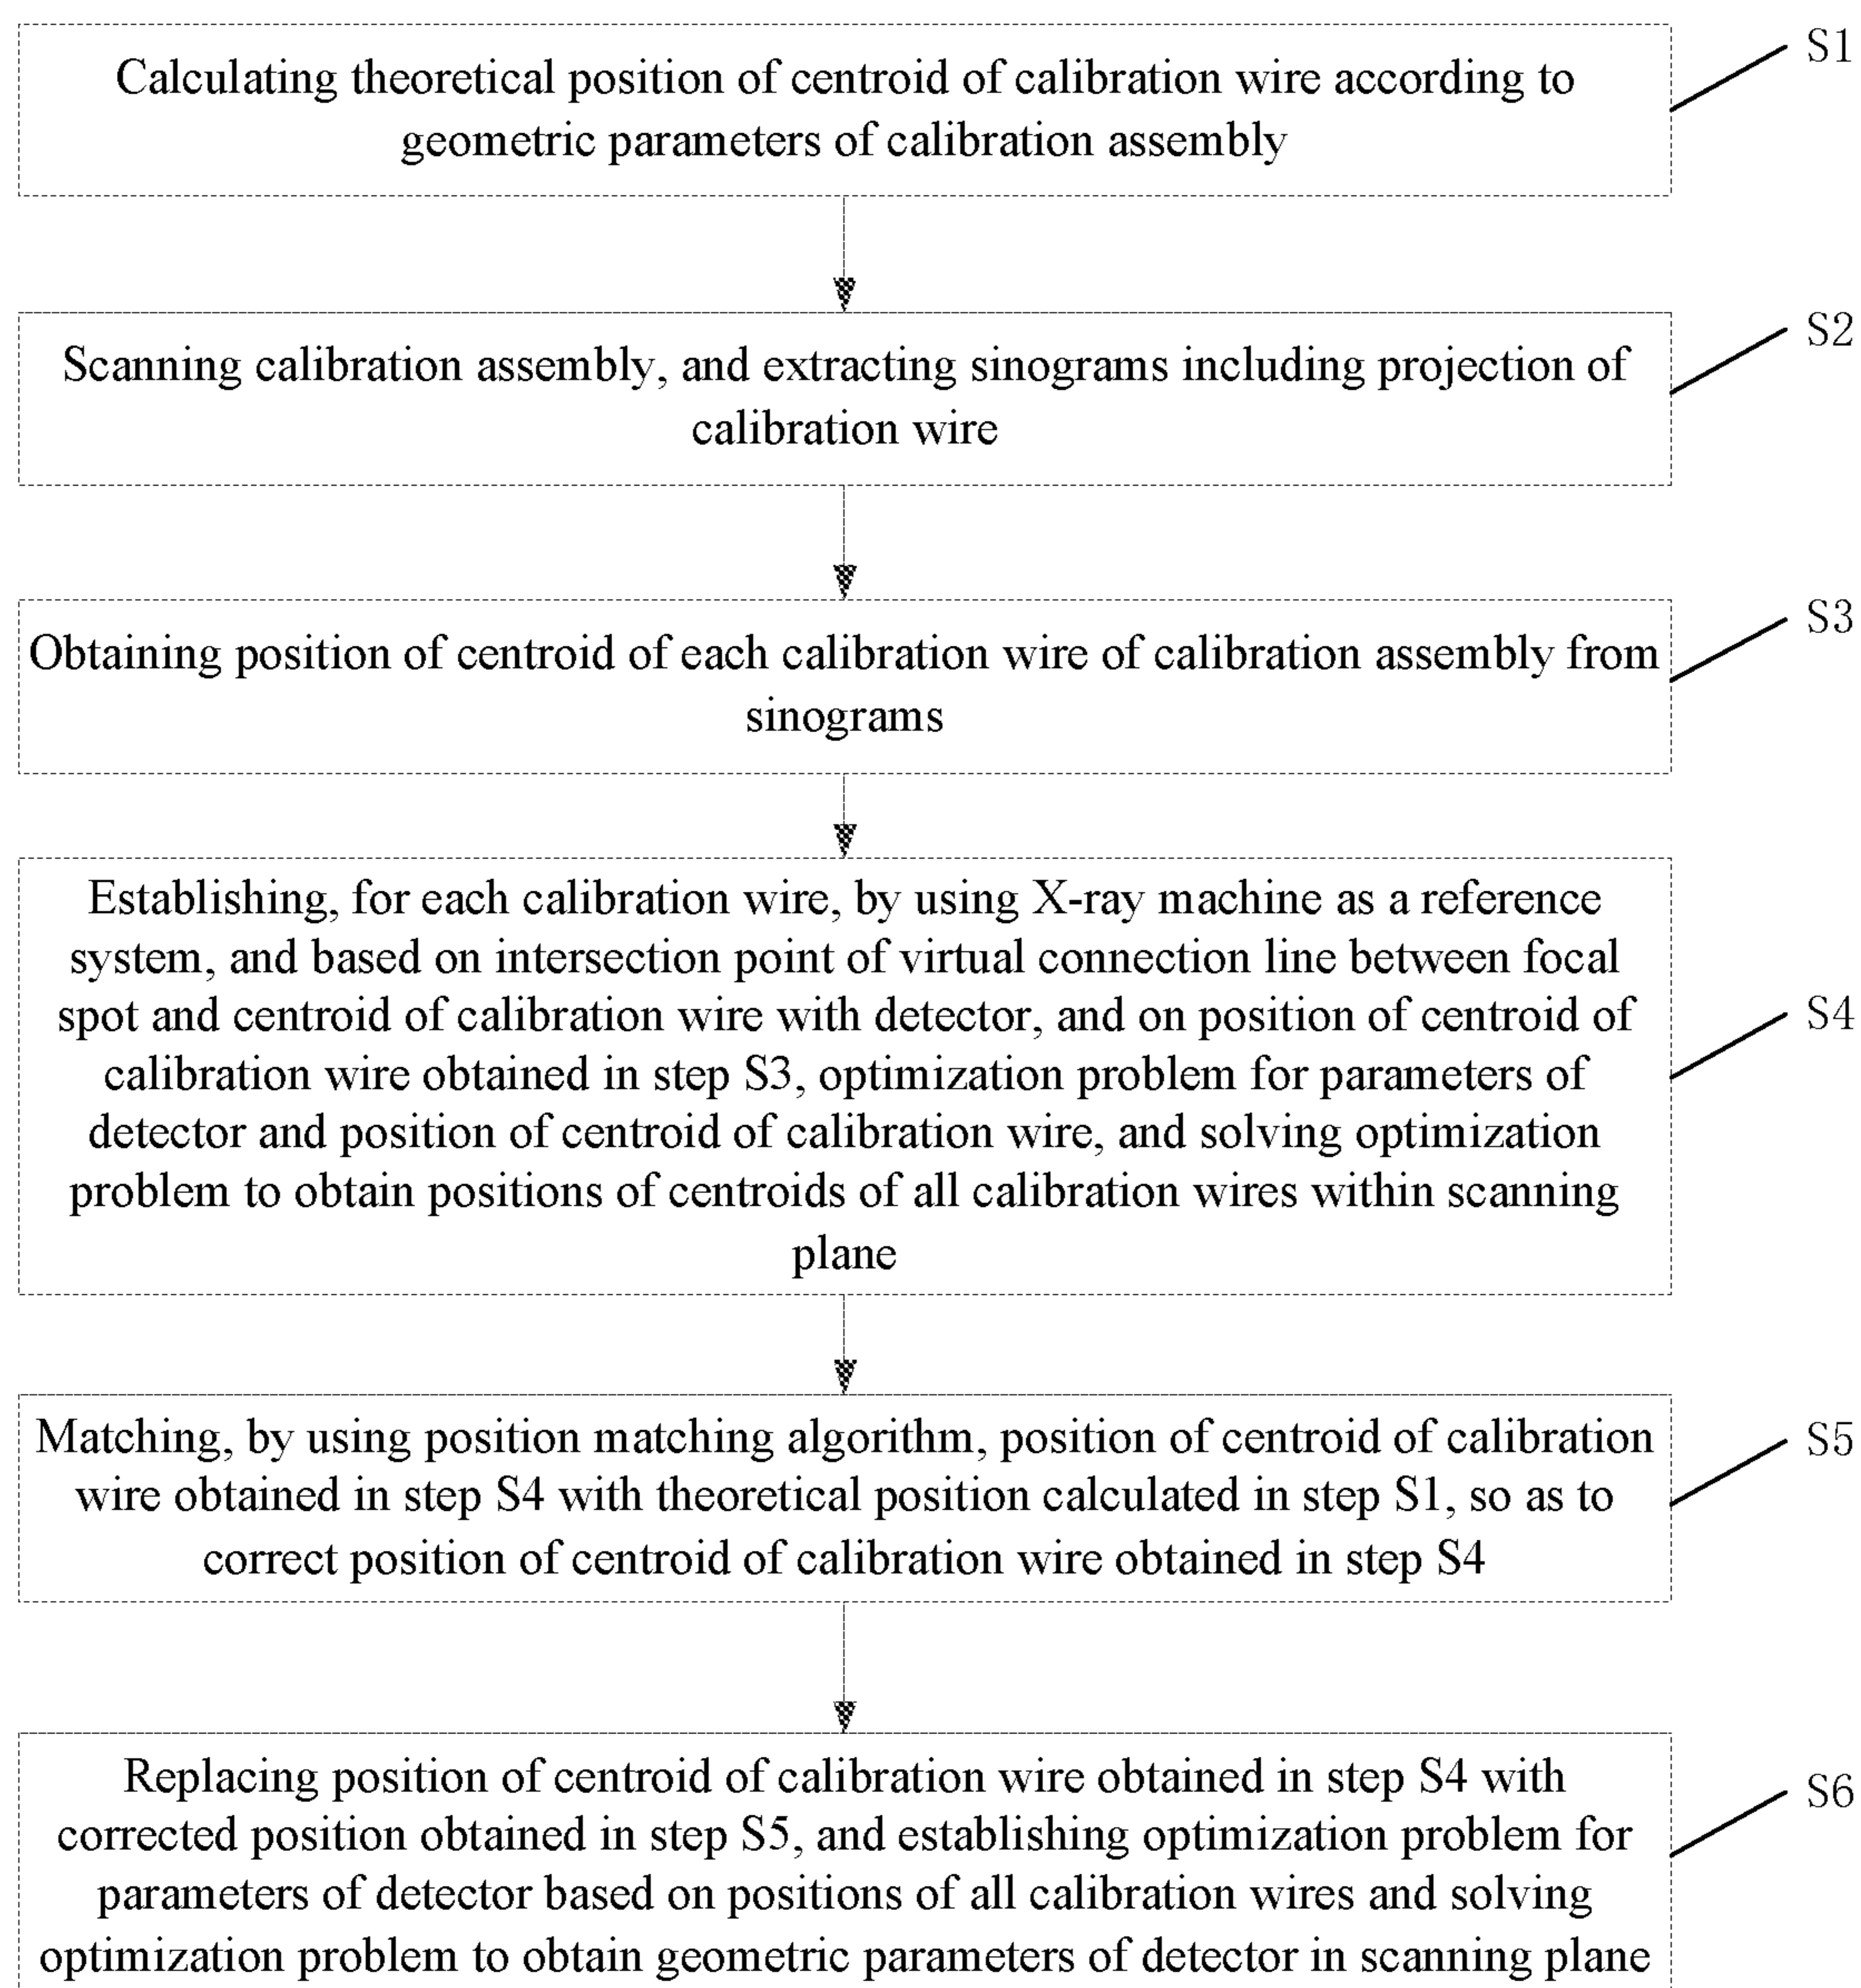 S1
Calculating theoretical position of centroid of calibration wire according to
geometric parameters of calibration assembly
S2
Scanning calibration assembly, and extracting sinograms including projection of
calibration wire
S3
Obtaining position of centroid of each calibration wire of calibration assembly from
sinograms
Establishing, for each calibration wire, by using X-ray machine as a reference
system, and based on intersection point of virtual connection line between focal
spot and centroid of calibration wire with detector, and on position of centroid of
S4
calibration wire obtained in step S3, optimization problem for parameters of
detector and position of centroid of calibration wire, and solving optimization
problem to obtain positions of centroids of all calibration wires within scanning
plane
S5
Matching, by using position matching algorithm, position of centroid of calibration
wire obtained in step S4 with theoretical position calculated in step S1, so as to
correct position of centroid of calibration wire obtained in step S4
S6
Replacing position of centroid of calibration wire obtained in step S4 with
corrected position obtained in step S5, and establishing optimization problem for
parameters of detector based on positions of all calibration wires and solving
optimization problem to obtain geometric parameters of detector in scanning plane